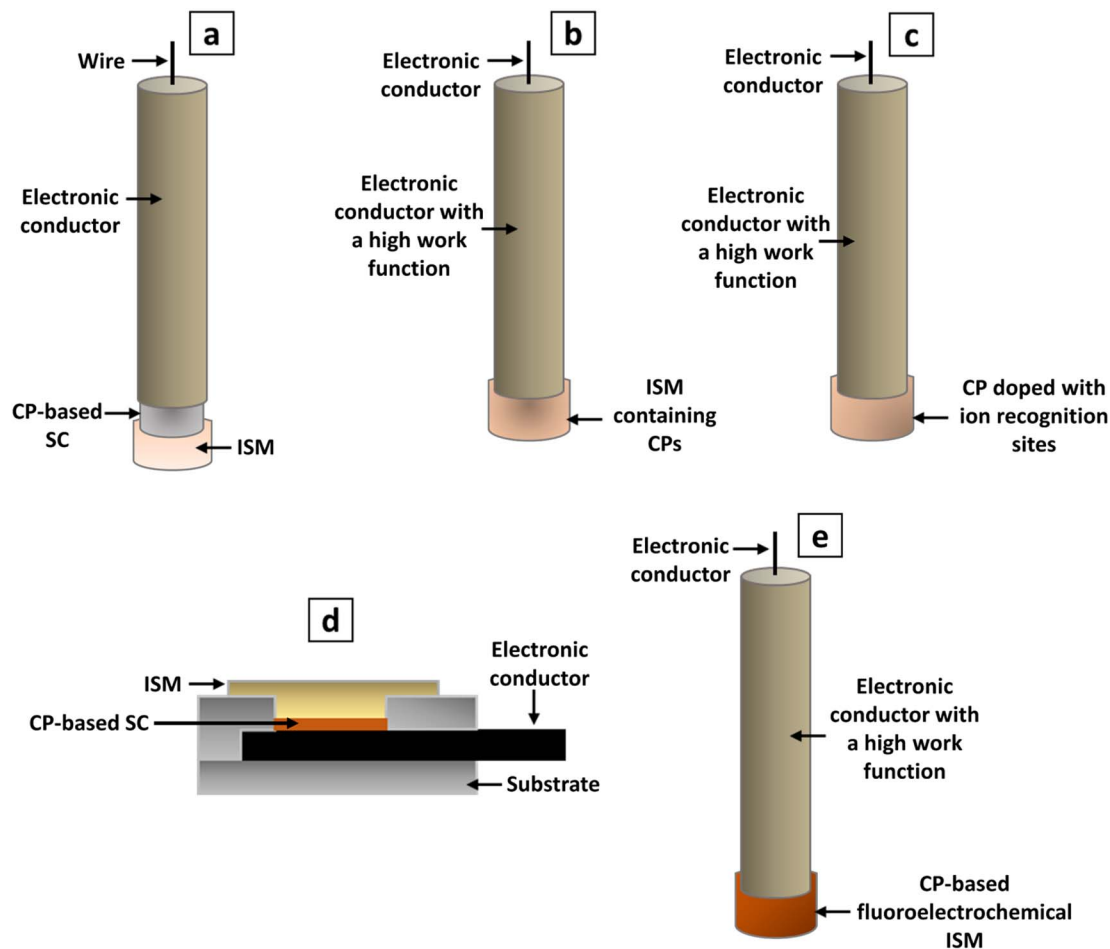 a
Wire
Electronic
conductor
CP-based
SC
ISM
b
Electronic
conductor
Electronic
conductor with
a high work
function
ISM
containing
CPs
c
Electronic
conductor
Electronic
conductor with
a high work
function
CP doped with
ion recognition
sites
d
ISM
Electronic
conductor
CP-based SC
Substrate
e
Electronic
conductor
Electronic
conductor with
a high work
function
CP-based
fluoroelectrochemical
ISM